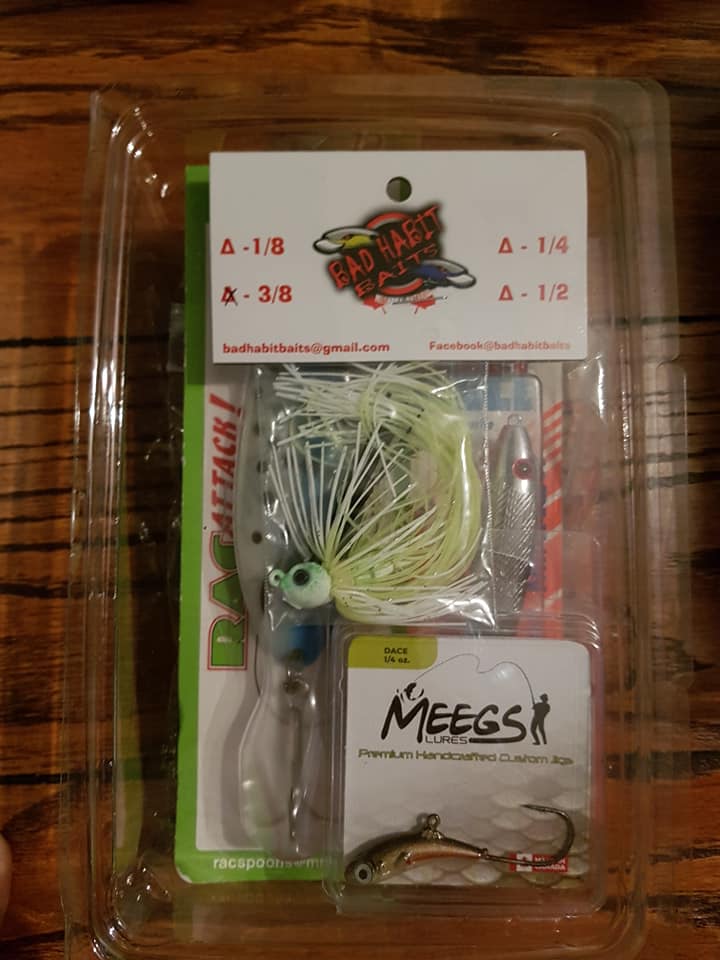 Δ - 1/8
BAD HABIT
BAITS
Δ - 1/4
Δ - 3/8
Δ - 1/2
badhabitbaits@gmail.com
Facebook@badhabitbaits
RAC ATTACK!
DACE
1/4 oz.
MEEGS
LURES
Premium Handcrafted Custom Jigs
CANADA